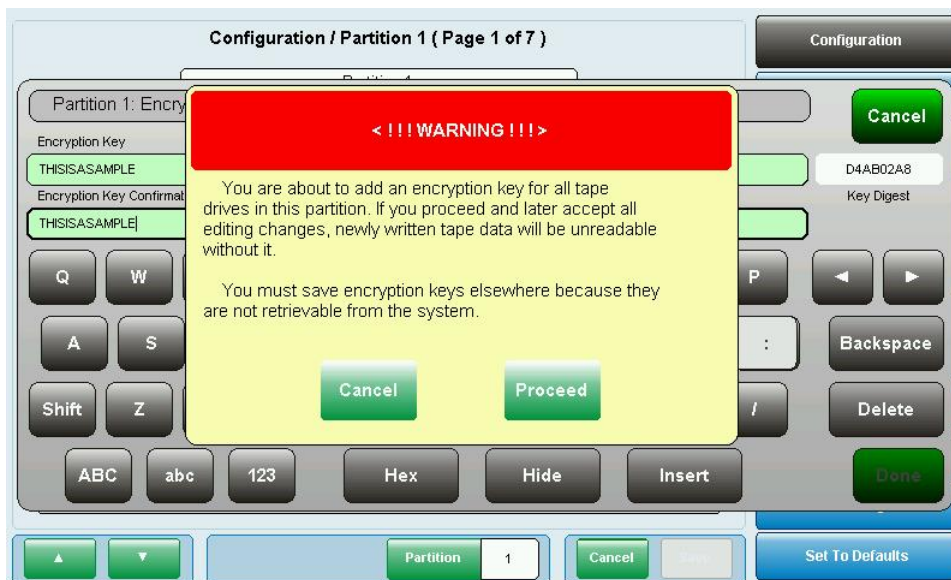 Configuration / Partition 1 ( Page 1 of 7 )
Configuration
Partition 1: Encry
Cancel
< ! ! ! WARNING ! ! ! >
Encryption Key
THISISASAMPLE
D4AB02A8
Encryption Key Confirmat
Key Digest
THISISASAMPLE
You are about to add an encryption key for all tape
drives in this partition. If you proceed and later accept all
editing changes, newly written tape data will be unreadable
without it.
You must save encryption keys elsewhere because they
are not retrievable from the system.
Cancel Proceed
Q W P
A S : Backspace
Shift Z / Delete
ABC abc 123 Hex Hide Insert Done
Partition 1 Cancel Save Set To Defaults